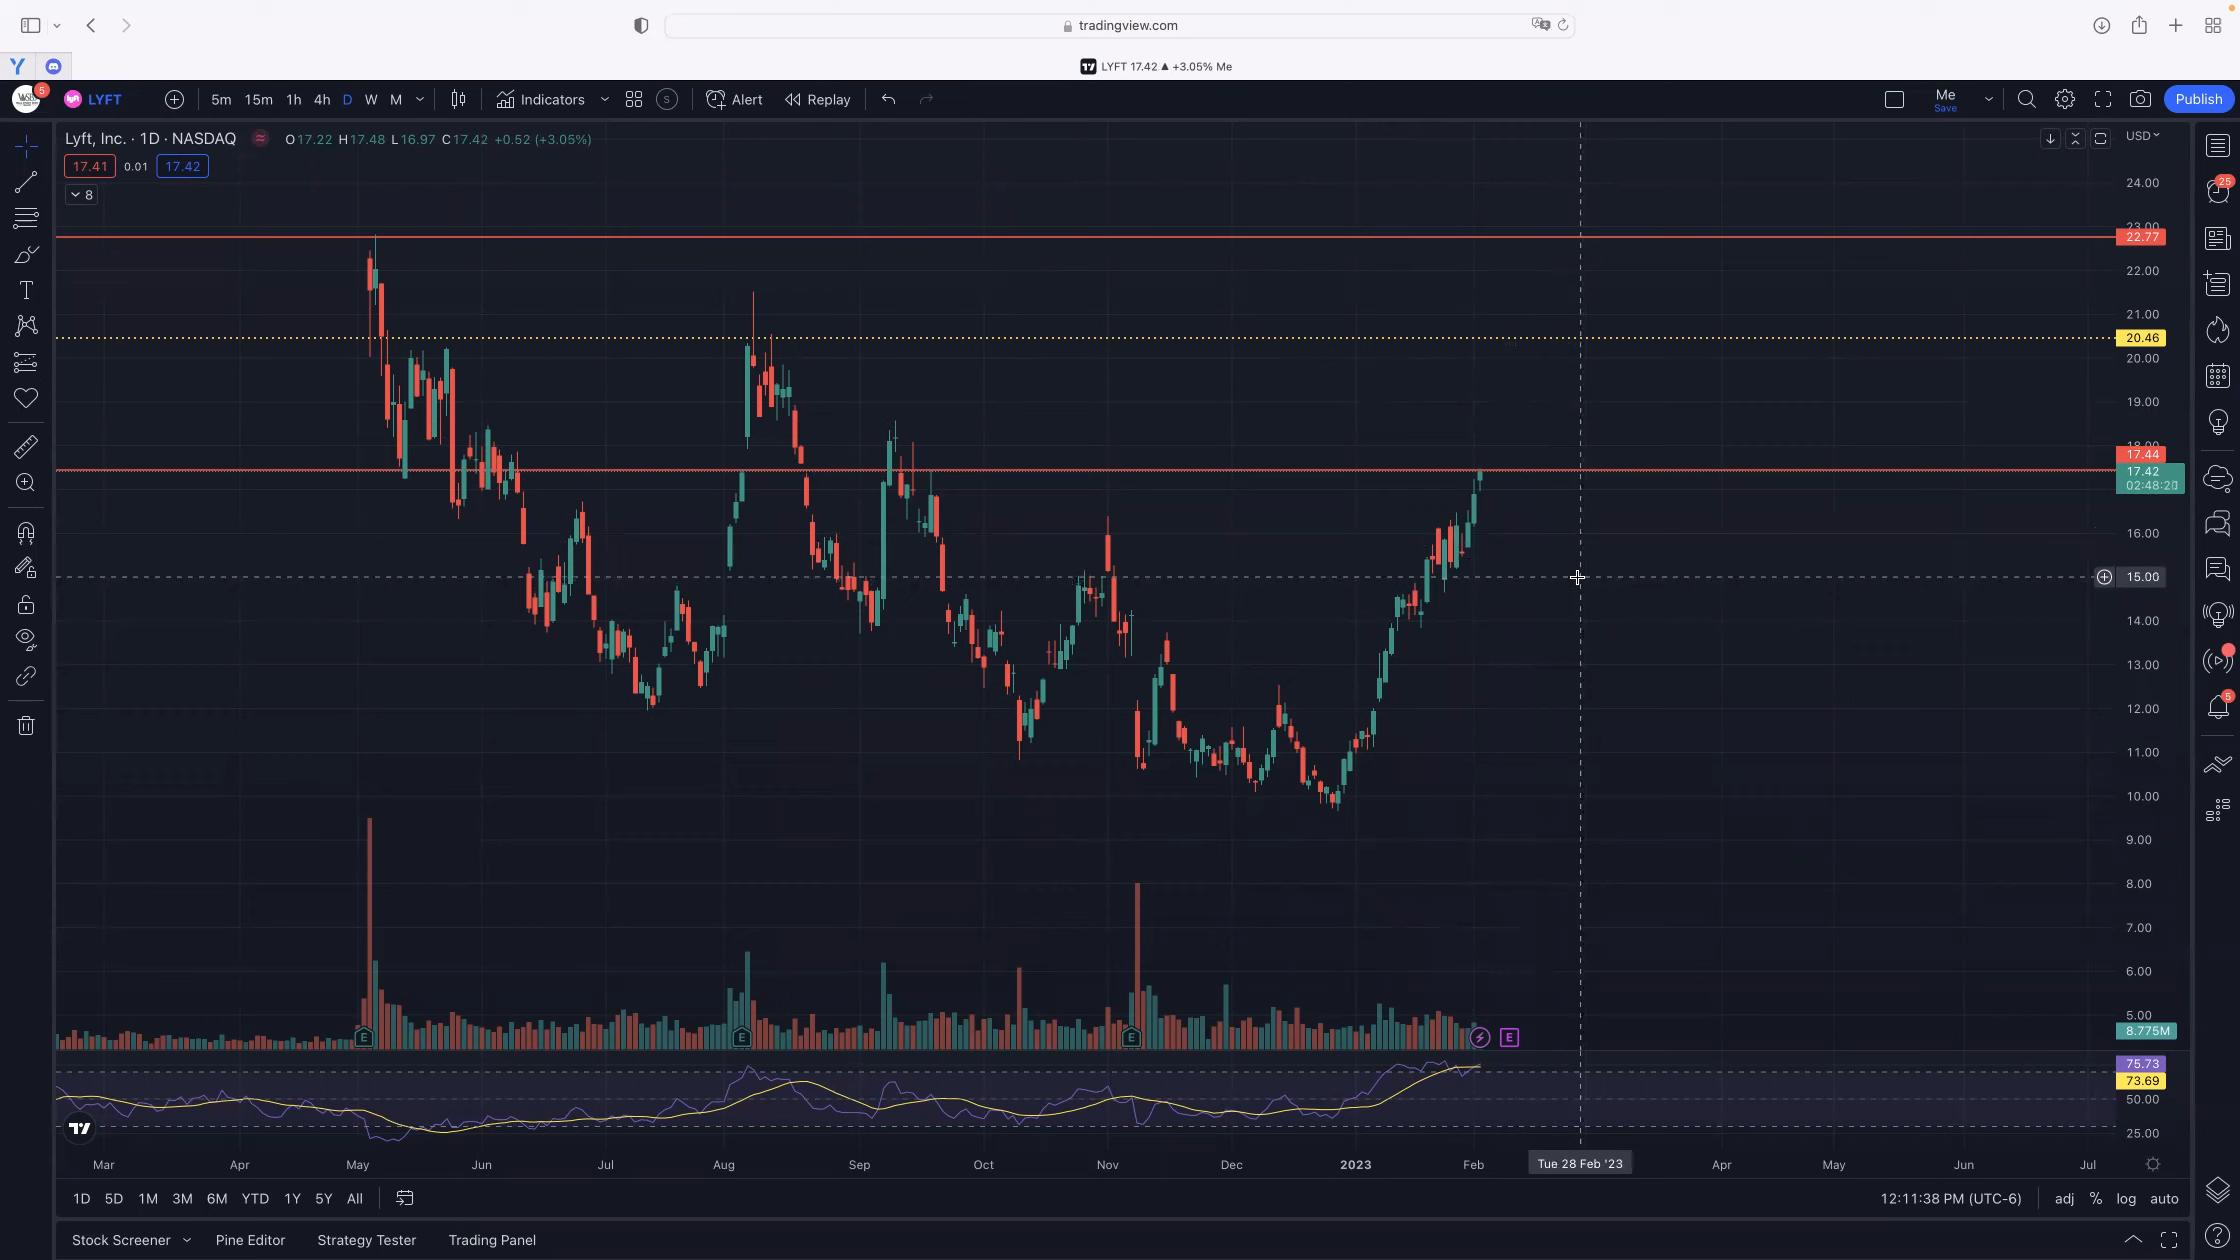 tradingview.com
LYFT 17.42 ▲ +3.05% Me
5
LYFT 5m 15m 1h 4h D W M Indicators S Alert Replay Me Save Publish
Lyft, Inc. · 1D · NASDAQ O17.22 H17.48 L16.97 C17.42 +0.52 (+3.05%)
17.41 0.01 17.42
8
USD
24.00
23.00
22.77
22.00
21.00
20.46
20.00
19.00
18.00
17.44
17.42
02:48:20
16.00
15.00
14.00
13.00
12.00
11.00
10.00
9.00
8.00
7.00
6.00
5.00
8.775M
E E E E
75.73
73.69
50.00
25.00
25
5
Mar Apr May Jun Jul Aug Sep Oct Nov Dec 2023 Feb Tue 28 Feb '23 Apr May Jun Jul
1D 5D 1M 3M 6M YTD 1Y 5Y All 12:11:38 PM (UTC-6) adj % log auto
Stock Screener Pine Editor Strategy Tester Trading Panel